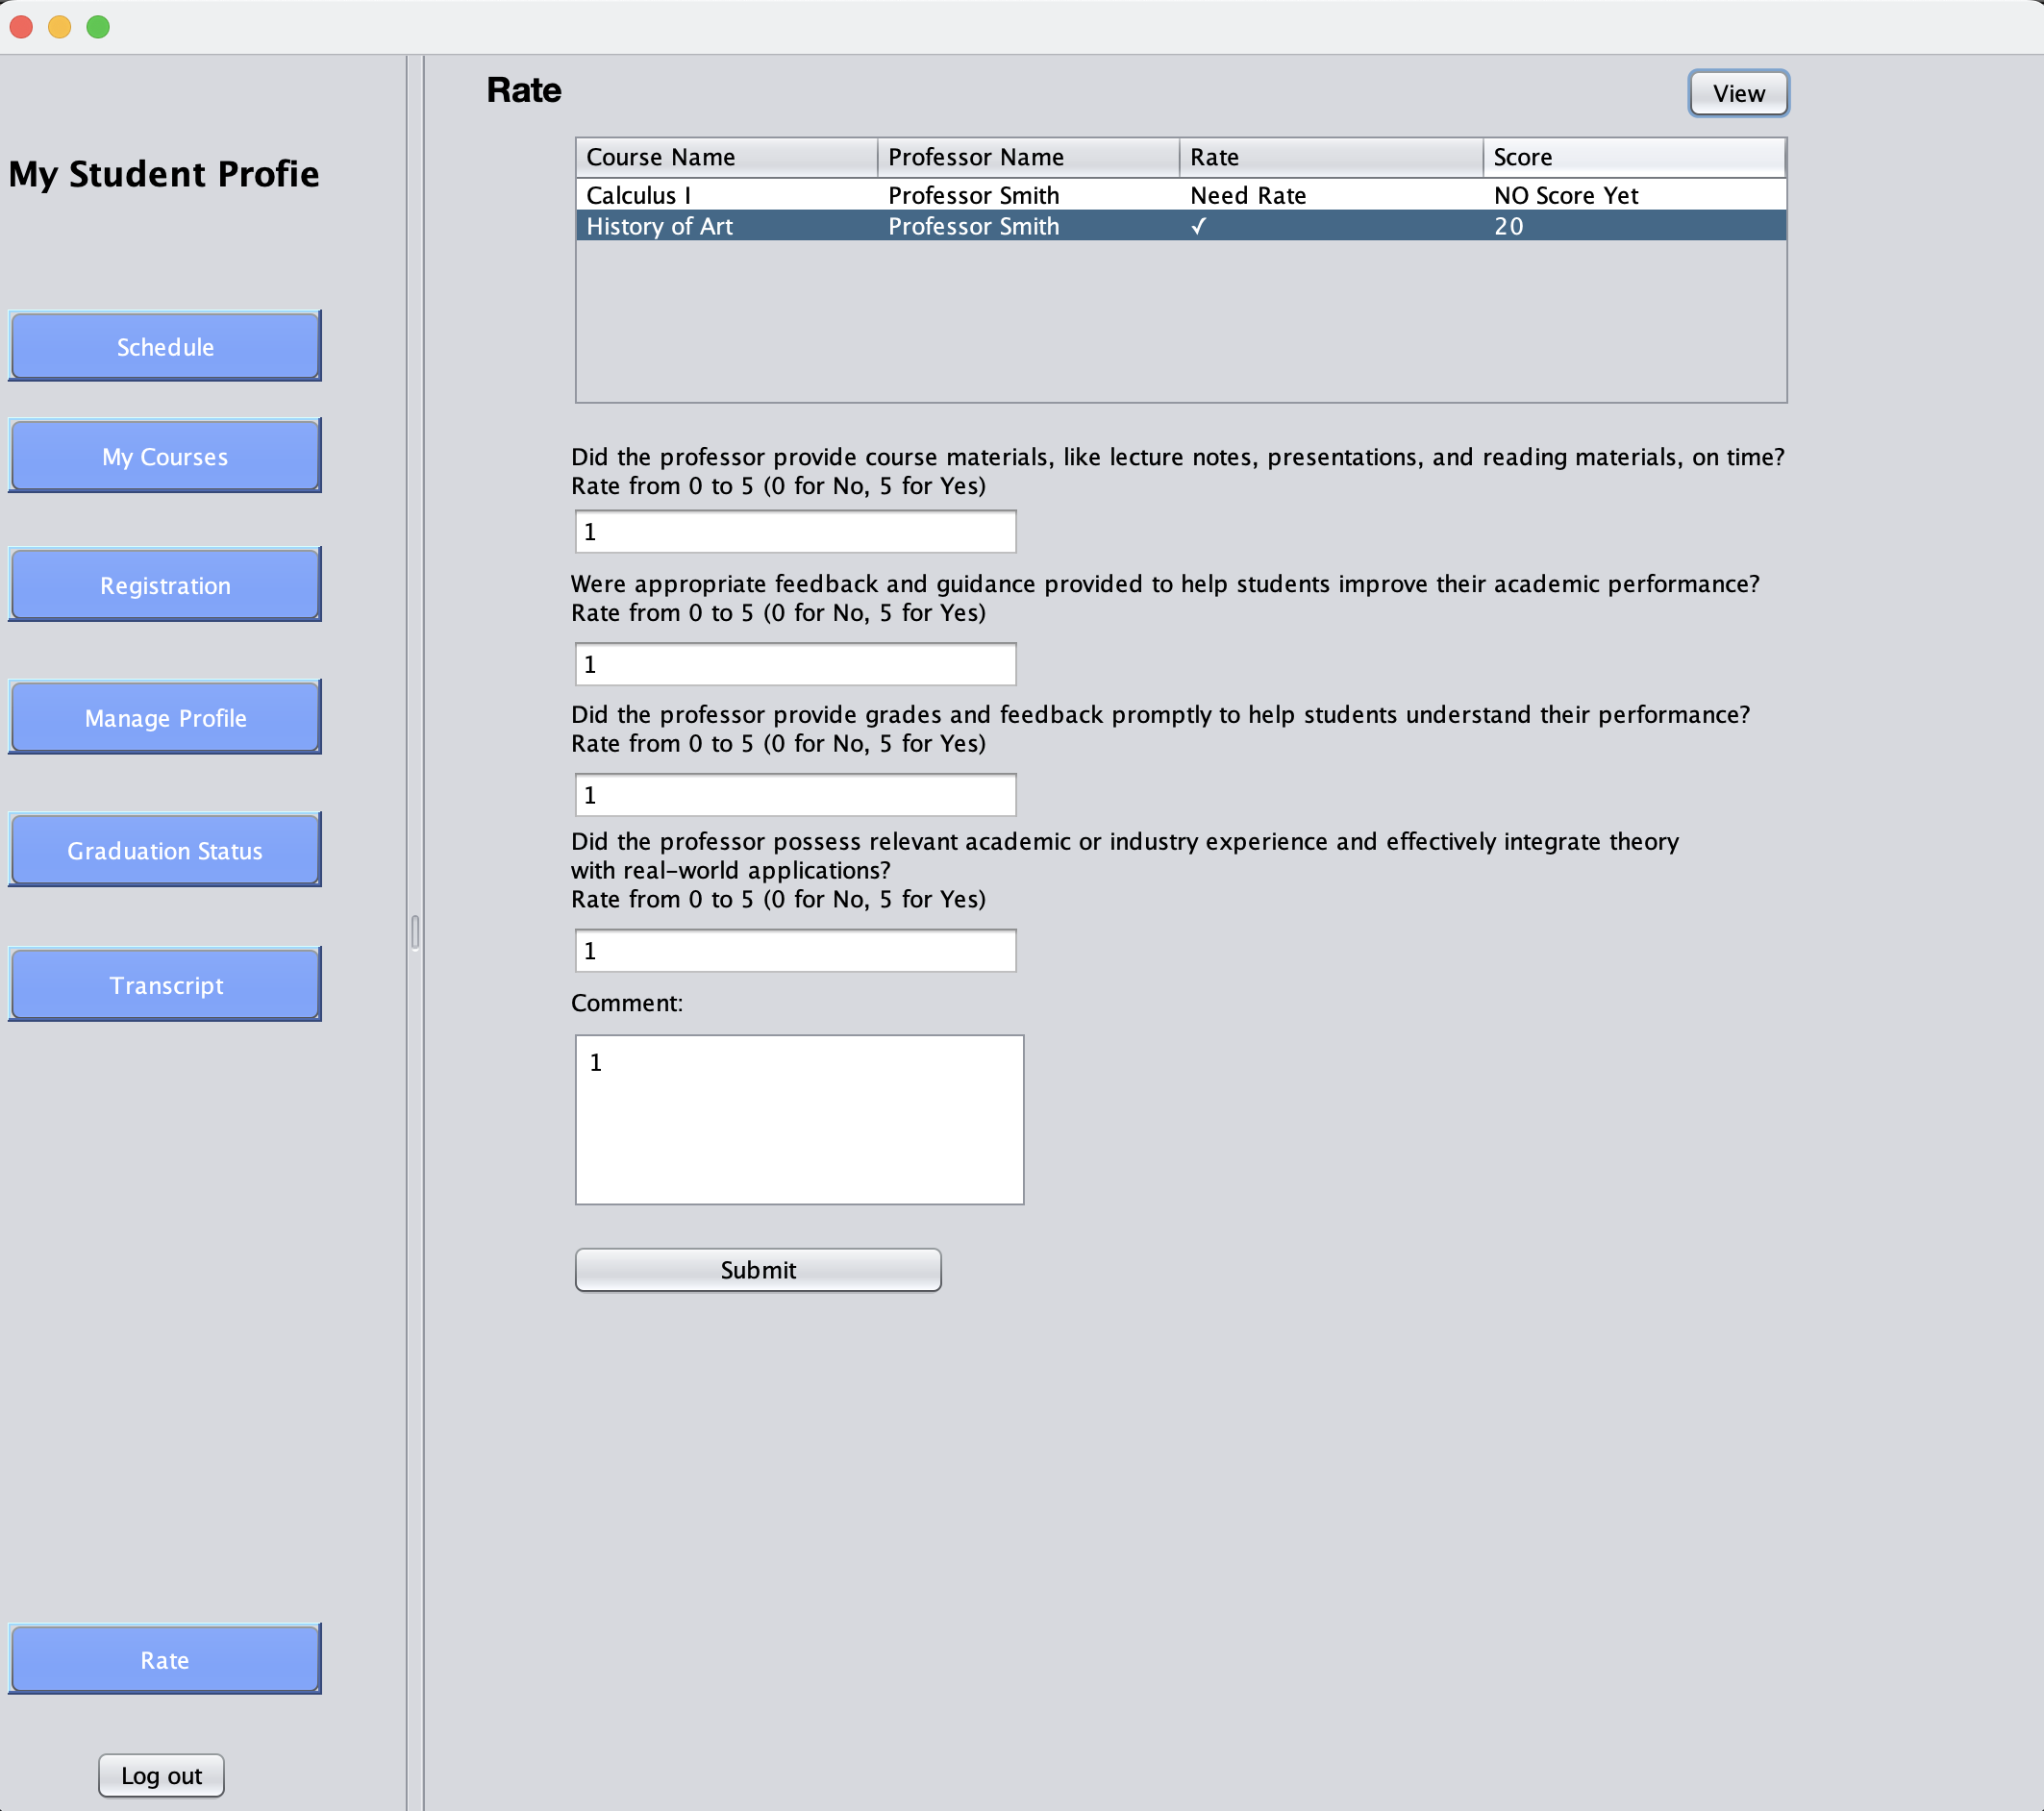 My Student Profie
Schedule
My Courses
Registration
Manage Profile
Graduation Status
Transcript
Rate
Log out
Rate
View
Course Name Professor Name Rate Score
Calculus I Professor Smith Need Rate NO Score Yet
History of Art Professor Smith ✓ 20
Did the professor provide course materials, like lecture notes, presentations, and reading materials, on time?
Rate from 0 to 5 (0 for No, 5 for Yes)
1
Were appropriate feedback and guidance provided to help students improve their academic performance?
Rate from 0 to 5 (0 for No, 5 for Yes)
1
Did the professor provide grades and feedback promptly to help students understand their performance?
Rate from 0 to 5 (0 for No, 5 for Yes)
1
Did the professor possess relevant academic or industry experience and effectively integrate theory
with real-world applications?
Rate from 0 to 5 (0 for No, 5 for Yes)
1
Comment:
1
Submit